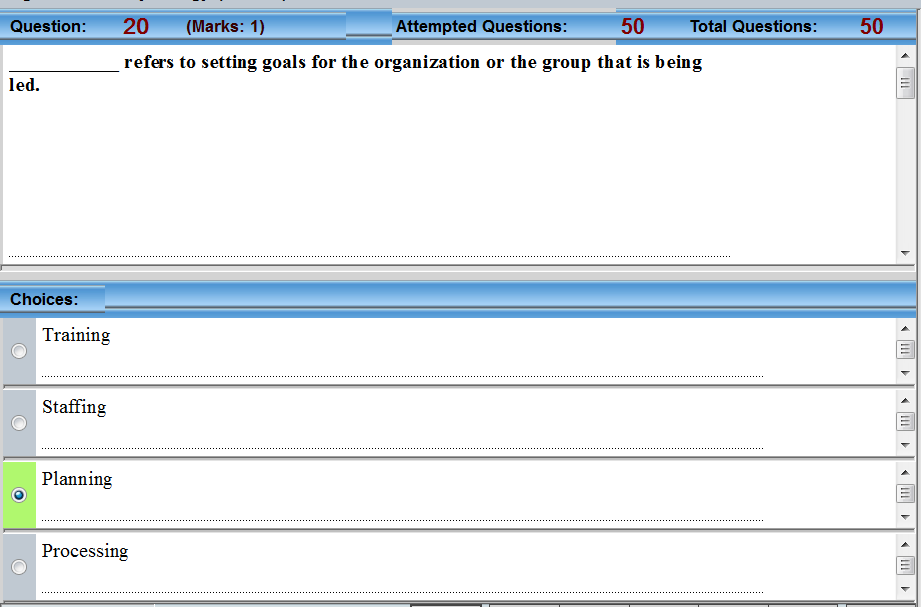 Question: 20 (Marks: 1) Attempted Questions: 50 Total Questions: 50
____________ refers to setting goals for the organization or the group that is being
led.
Choices:
Training
Staffing
Planning
Processing